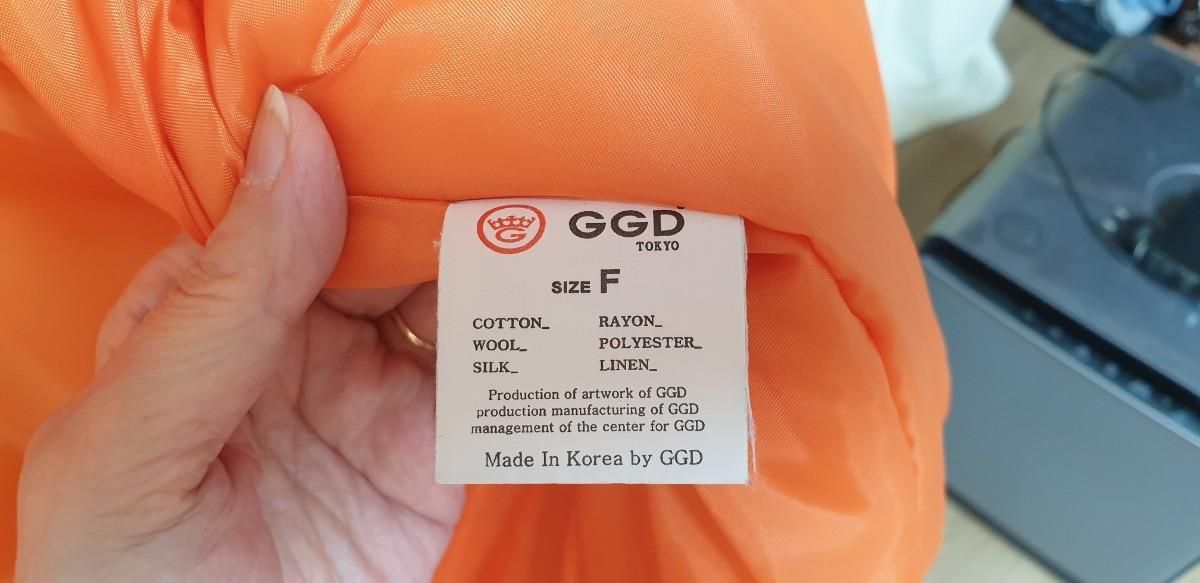 G GGD
TOKYO
SIZE F
COTTON_ RAYON_
WOOL_ POLYESTER_
SILK_ LINEN_
Production of artwork of GGD
production manufacturing of GGD
management of the center for GGD
Made In Korea by GGD